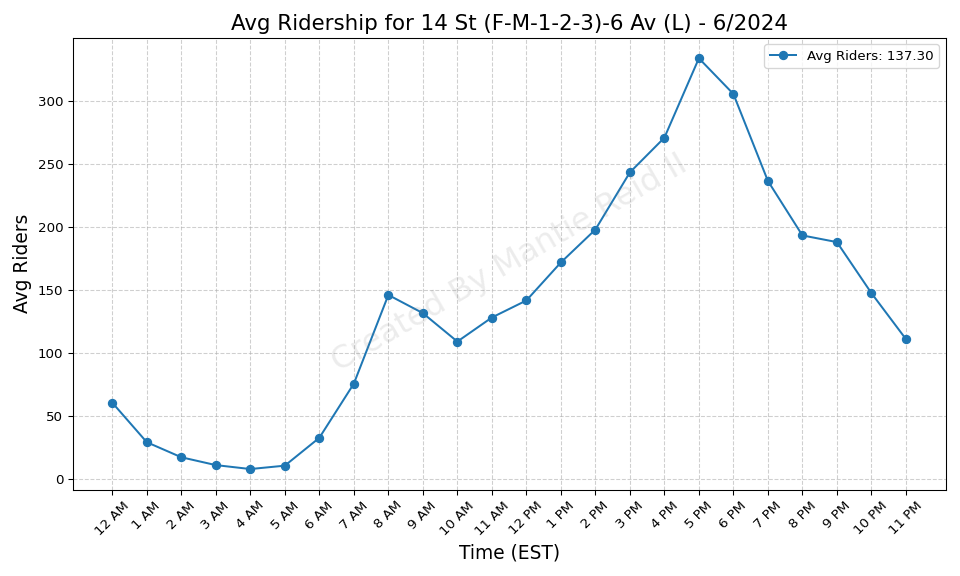 Avg Ridership for 14 St (F-M-1-2-3)-6 Av (L) - 6/2024
Avg Riders: 137.30
Avg Riders
300
250
200
150
100
50
0
Created By Mantie Reid II
12 AM
1 AM
2 AM
3 AM
4 AM
5 AM
6 AM
7 AM
8 AM
9 AM
10 AM
11 AM
12 PM
1 PM
2 PM
3 PM
4 PM
5 PM
6 PM
7 PM
8 PM
9 PM
10 PM
11 PM
Time (EST)